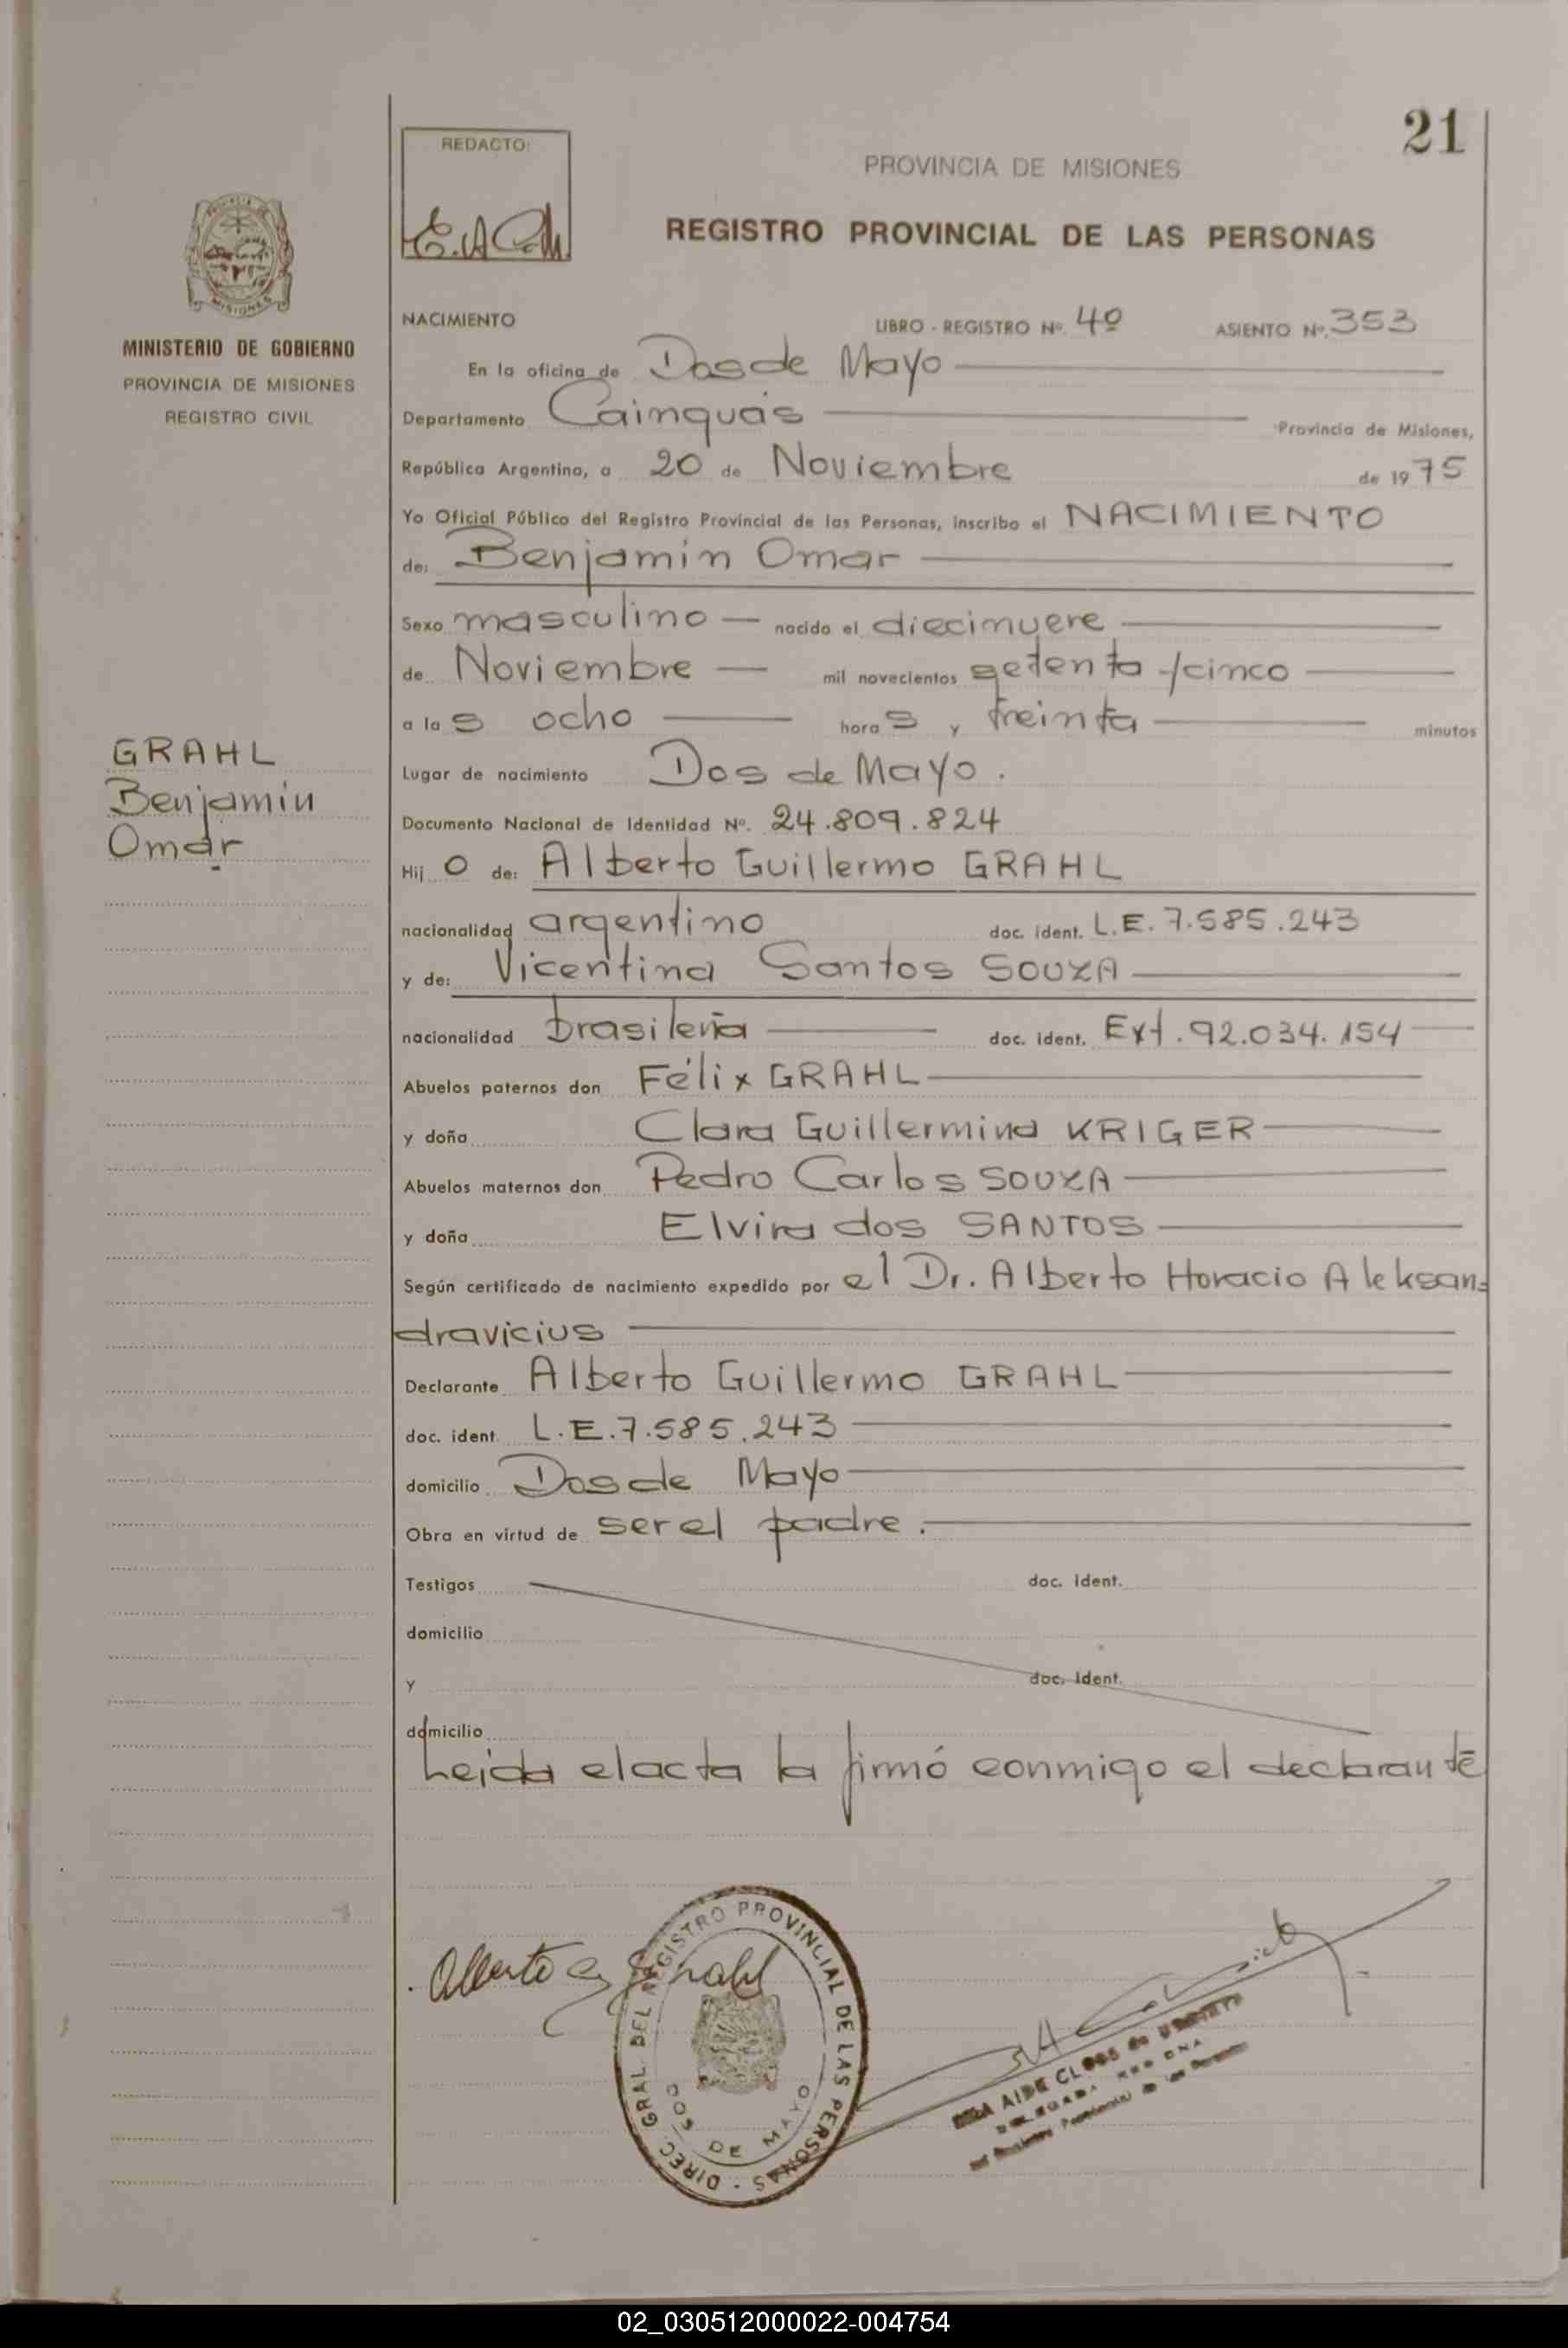 21
REDACTO:
PROVINCIA DE MISIONES
REGISTRO PROVINCIAL DE LAS PERSONAS
MINISTERIO DE GOBIERNO
PROVINCIA DE MISIONES
REGISTRO CIVIL
NACIMIENTO LIBRO - REGISTRO Nº. 4º ASIENTO Nº. 353
En la oficina de Dos de Mayo
Departamento Cainguás Provincia de Misiones,
República Argentina, a 20 de Noviembre de 1975
Yo Oficial Público del Registro Provincial de las Personas, inscribo el NACIMIENTO
de: Benjamín Omar
Sexo masculino nacido el diecinueve
de Noviembre mil novecientos setenta y cinco
a las ocho horas y treinta minutos
GRAHL
Benjamín
Omar
Lugar de nacimiento Dos de Mayo.
Documento Nacional de Identidad Nº. 24.809.824
Hijo de: Alberto Guillermo GRAHL
nacionalidad argentino doc. ident. L.E. 7.585.243
y de: Vicentina Santos SOUZA
nacionalidad brasileña doc. ident. Ext. 92.034.154
Abuelos paternos don Félix GRAHL
y doña Clara Guillermina KRIGER
Abuelos maternos don Pedro Carlos SOUZA
y doña Elvira dos SANTOS
Según certificado de nacimiento expedido por el Dr. Alberto Horacio Aleksan=
dravicius
Declarante Alberto Guillermo GRAHL
doc. ident. L.E. 7.585.243
domicilio Dos de Mayo
Obra en virtud de ser el padre.
Testigos doc. ident.
domicilio
y doc. ident.
domicilio
Leida el acta la firmó conmigo el declarante
Alberto G Grahl
DIREC. GRAL. DEL REGISTRO PROVINCIAL DE LAS PERSONAS
DOS DE MAYO
AIDE
02_030512000022-004754